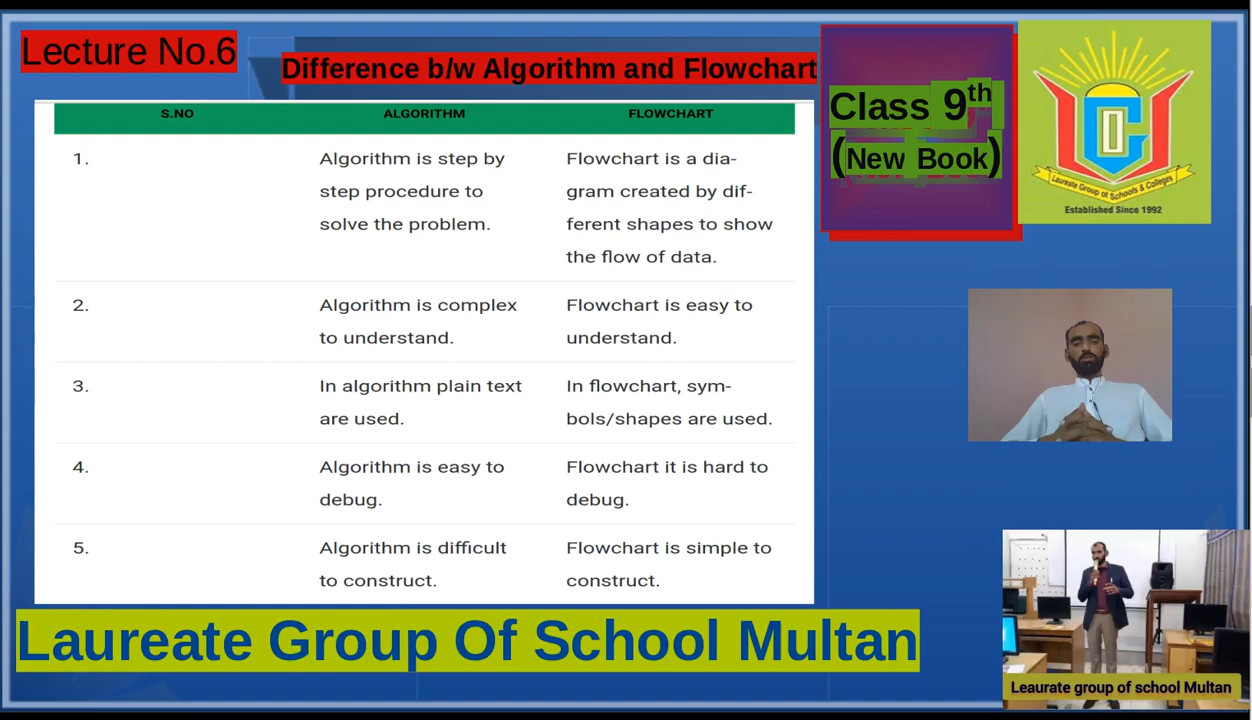 Lecture No.6
Difference b/w Algorithm and Flowchart
Class 9th
(New Book)
Laureate Group of Schools & Colleges
Established Since 1992
S.NO ALGORITHM FLOWCHART
1. Algorithm is step by Flowchart is a dia-
step procedure to gram created by dif-
solve the problem. ferent shapes to show
the flow of data.
2. Algorithm is complex Flowchart is easy to
to understand. understand.
3. In algorithm plain text In flowchart, sym-
are used. bols/shapes are used.
4. Algorithm is easy to Flowchart it is hard to
debug. debug.
5. Algorithm is difficult Flowchart is simple to
to construct. construct.
Laureate Group Of School Multan
Leaurate group of school Multan